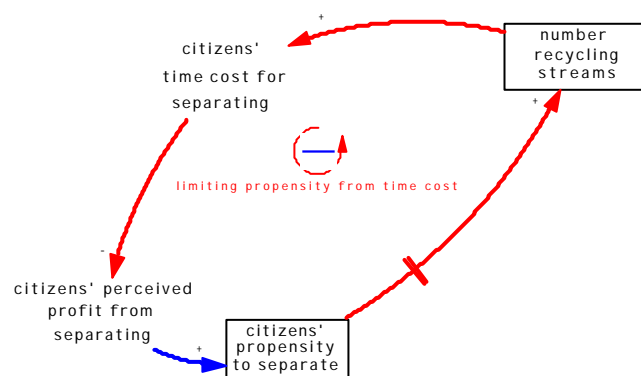 +
number
recycling
streams
citizens'
time cost for
separating
+
limiting propensity from time cost
-
citizens' perceived
profit from
separating
+
citizens'
propensity
to separate